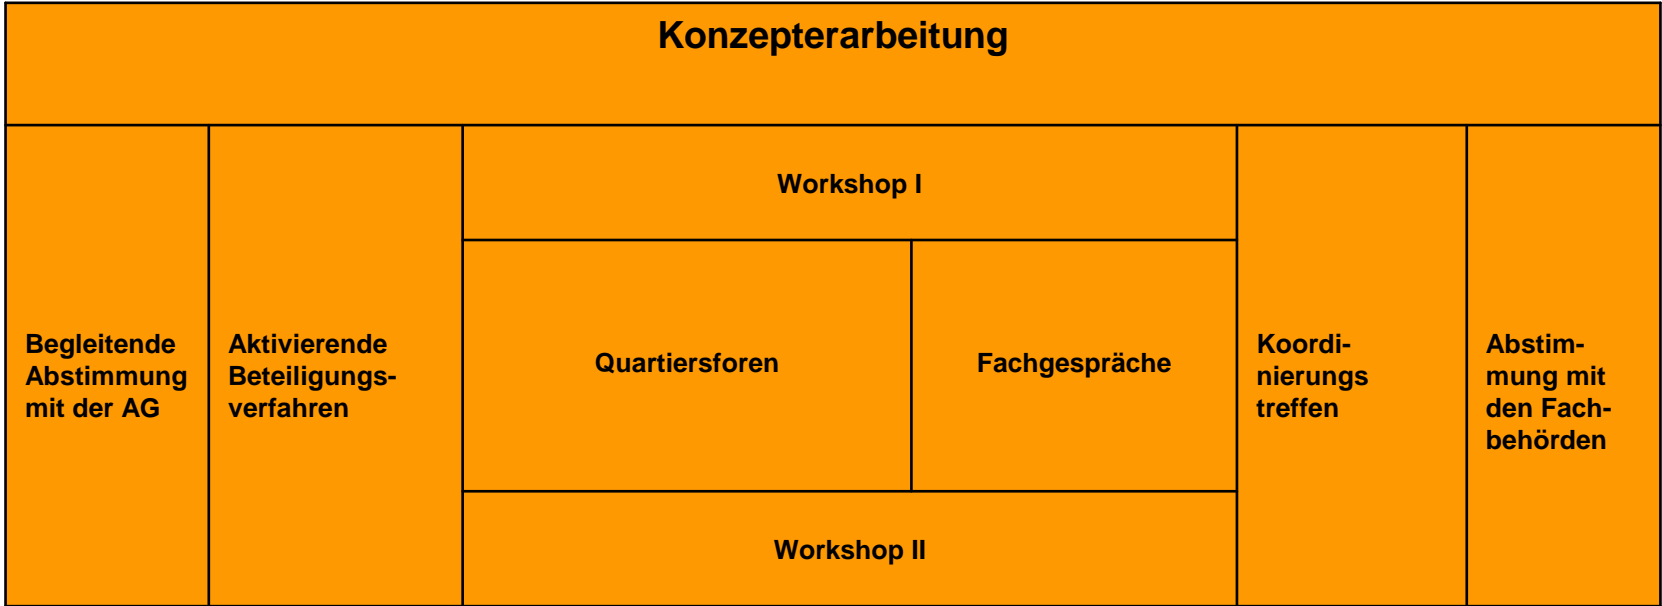 Konzepterarbeitung
Begleitende
Abstimmung
mit der AG
Aktivierende
Beteiligungs-
verfahren
Workshop I
Quartiersforen
Fachgespräche
Workshop II
Koordi-
nierungs
treffen
Abstim-
mung mit
den Fach-
behörden